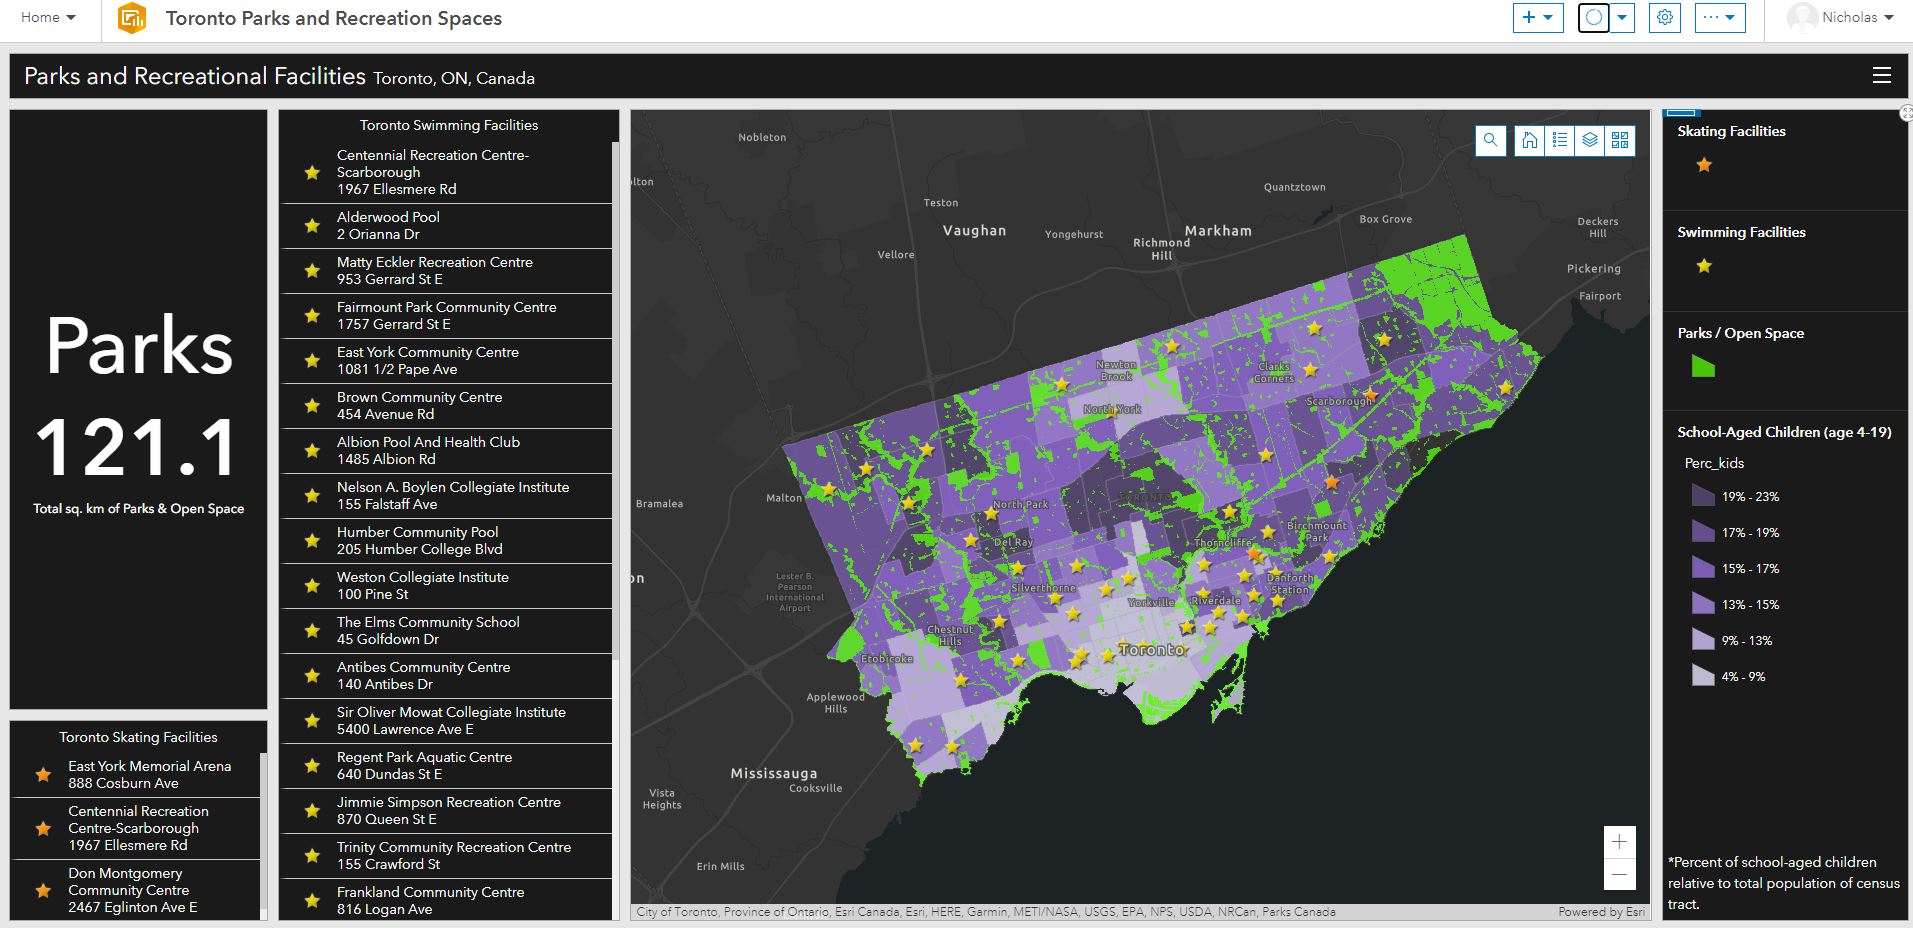 Home
Toronto Parks and Recreation Spaces
Nicholas
Parks and Recreational Facilities Toronto, ON, Canada
Parks
121.1
Total sq. km of Parks & Open Space
Toronto Skating Facilities
East York Memorial Arena
888 Cosburn Ave
Centennial Recreation
Centre-Scarborough
1967 Ellesmere Rd
Don Montgomery
Community Centre
2467 Eglinton Ave E
Toronto Swimming Facilities
Centennial Recreation Centre-
Scarborough
1967 Ellesmere Rd
Alderwood Pool
2 Orianna Dr
Matty Eckler Recreation Centre
953 Gerrard St E
Fairmount Park Community Centre
1757 Gerrard St E
East York Community Centre
1081 1/2 Pape Ave
Brown Community Centre
454 Avenue Rd
Albion Pool And Health Club
1485 Albion Rd
Nelson A. Boylen Collegiate Institute
155 Falstaff Ave
Humber Community Pool
205 Humber College Blvd
Weston Collegiate Institute
100 Pine St
The Elms Community School
45 Golfdown Dr
Antibes Community Centre
140 Antibes Dr
Sir Oliver Mowat Collegiate Institute
5400 Lawrence Ave E
Regent Park Aquatic Centre
640 Dundas St E
Jimmie Simpson Recreation Centre
870 Queen St E
Trinity Community Recreation Centre
155 Crawford St
Frankland Community Centre
816 Logan Ave
Nobleton
lton
Quantztown
Teston
Box Grove
Deckers
Hill
Vaughan
Yongehurst
Markham
Richmond
Hill
Vellore
Pickering
Fairport
Newton
Brook
Clarks
Corners
North York
Scarborough
Malton
Bramalea
North Park
TORONTO
Birchmount
Park
Del Ray
Thorncliffe
on
Lester B.
Pearson
International
Airport
Silverthorne
Danforth
Station
Yorkville
Riverdale
Chestnut
Hills
Toronto
Etobicoke
Applewood
Hills
Mississauga
Cooksville
Vista
Heights
Erin Mills
City of Toronto, Province of Ontario, Esri Canada, Esri, HERE, Garmin, METI/NASA, USGS, EPA, NPS, USDA, NRCan, Parks Canada
Powered by Esri
Skating Facilities
Swimming Facilities
Parks / Open Space
School-Aged Children (age 4-19)
Perc_kids
19% - 23%
17% - 19%
15% - 17%
13% - 15%
9% - 13%
4% - 9%
*Percent of school-aged children
relative to total population of census
tract.